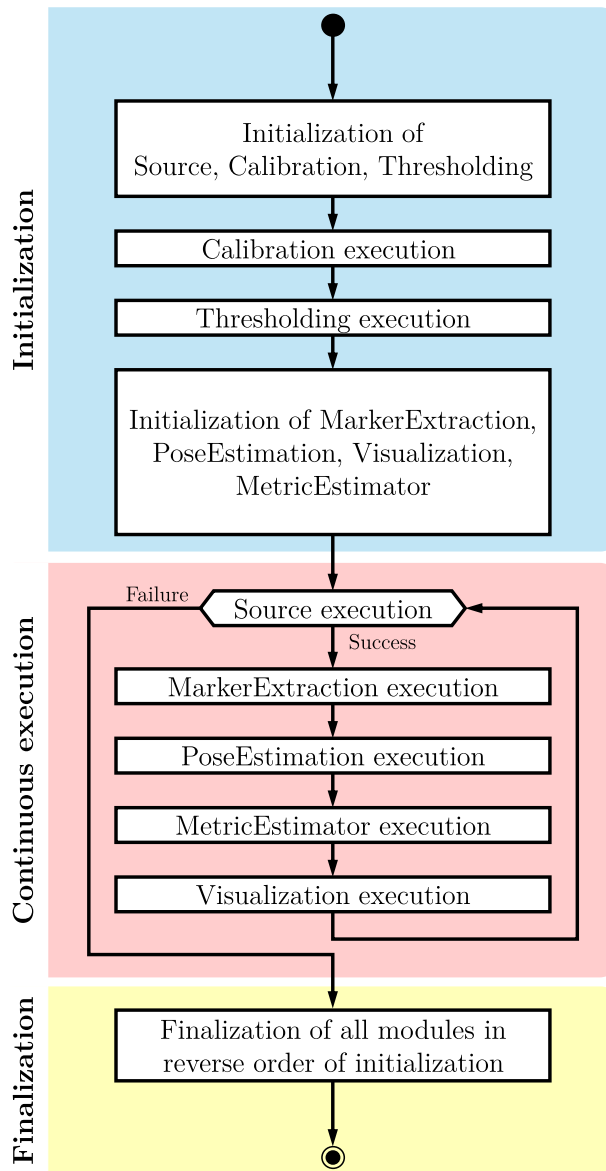 Initialization
Initialization of
Source, Calibration, Thresholding
Calibration execution
Thresholding execution
Initialization of MarkerExtraction,
PoseEstimation, Visualization,
MetricEstimator
Continuous execution
Failure
Source execution
Success
MarkerExtraction execution
PoseEstimation execution
MetricEstimator execution
Visualization execution
Finalization
Finalization of all modules in
reverse order of initialization